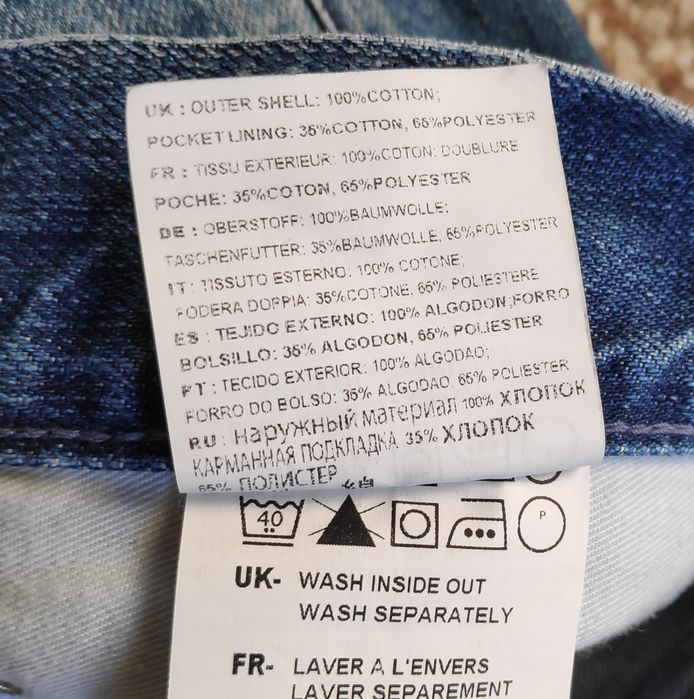 UK : OUTER SHELL: 100%COTTON;
POCKET LINING: 35%COTTON, 65%POLYESTER
FR : TISSU EXTERIEUR: 100%COTON; DOUBLURE
POCHE: 35%COTON, 65%POLYESTER
DE : OBERSTOFF: 100%BAUMWOLLE;
TASCHENFUTTER: 35%BAUMWOLLE, 65%POLYESTER
IT : TISSUTO ESTERNO: 100% COTONE;
FODERA DOPPIA: 35%COTONE, 65% POLIESTERE
ES : TEJIDO EXTERNO: 100% ALGODON;FORRO
BOLSILLO: 35% ALGODON, 65% POLIESTER
PT : TECIDO EXTERIOR: 100% ALGODAO;
FORRO DO BOLSO: 35% ALGODAO, 65% POLIESTER
RU : наружный материал 100% ХЛОПОК
КАРМАННАЯ ПОДКЛАДКА 35% ХЛОПОК
65% ПОЛИСТЕР
40 P
UK- WASH INSIDE OUT
WASH SEPARATELY
FR- LAVER A L'ENVERS
LAVER SEPAREMENT